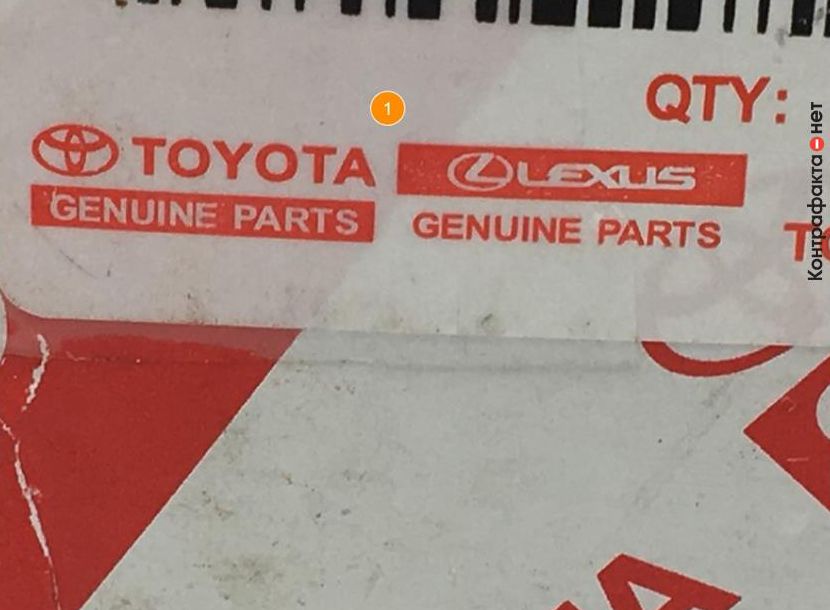 QTY:
1
TOYOTA
LEXUS
GENUINE PARTS
GENUINE PARTS
Контрафакта нет